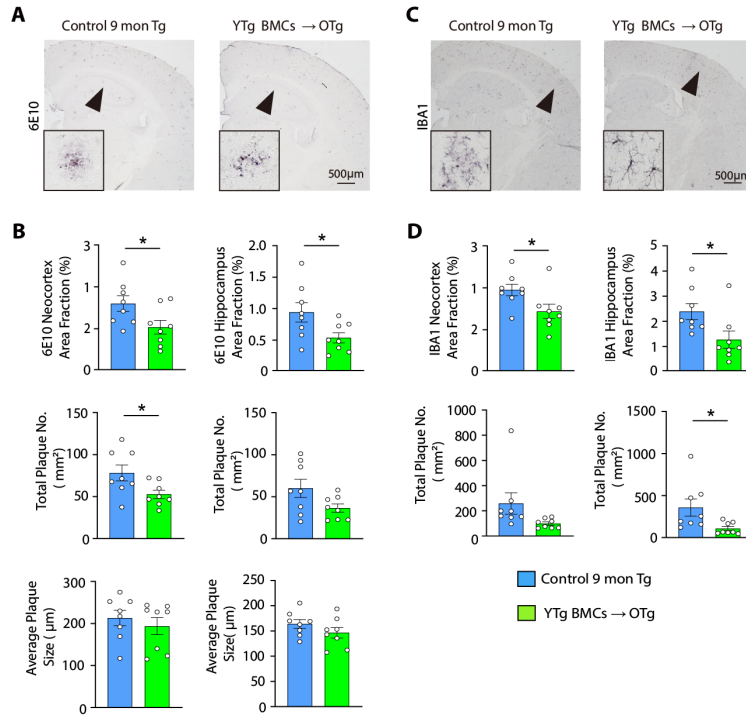 A
Control 9 mon Tg
YTg BMCs → OTg
6E10
500μm
C
Control 9 mon Tg
YTg BMCs → OTg
IBA1
500μm
B
6E10 Neocortex
Area Fraction (%)
3
1
2
0
*
6E10 Hippocampus
Area Fraction (%)
2.0
1.5
1.0
0.5
0
*
Total Plaque No.
( mm²)
150
100
50
0
*
Total Plaque No.
( mm²)
150
100
50
0
Average Plaque
Size( μm)
300
200
100
0
Average Plaque
Size( μm)
250
200
150
100
50
0
D
IBA1 Neocortex
Area Fraction (%)
3
1
2
0
*
IBA1 Hippocampus
Area Fraction (%)
5
4
3
2
1
0
*
Total Plaque No.
( mm²)
1000
800
600
400
200
0
Total Plaque No.
( mm²)
1500
1000
500
0
*
Control 9 mon Tg
YTg BMCs → OTg